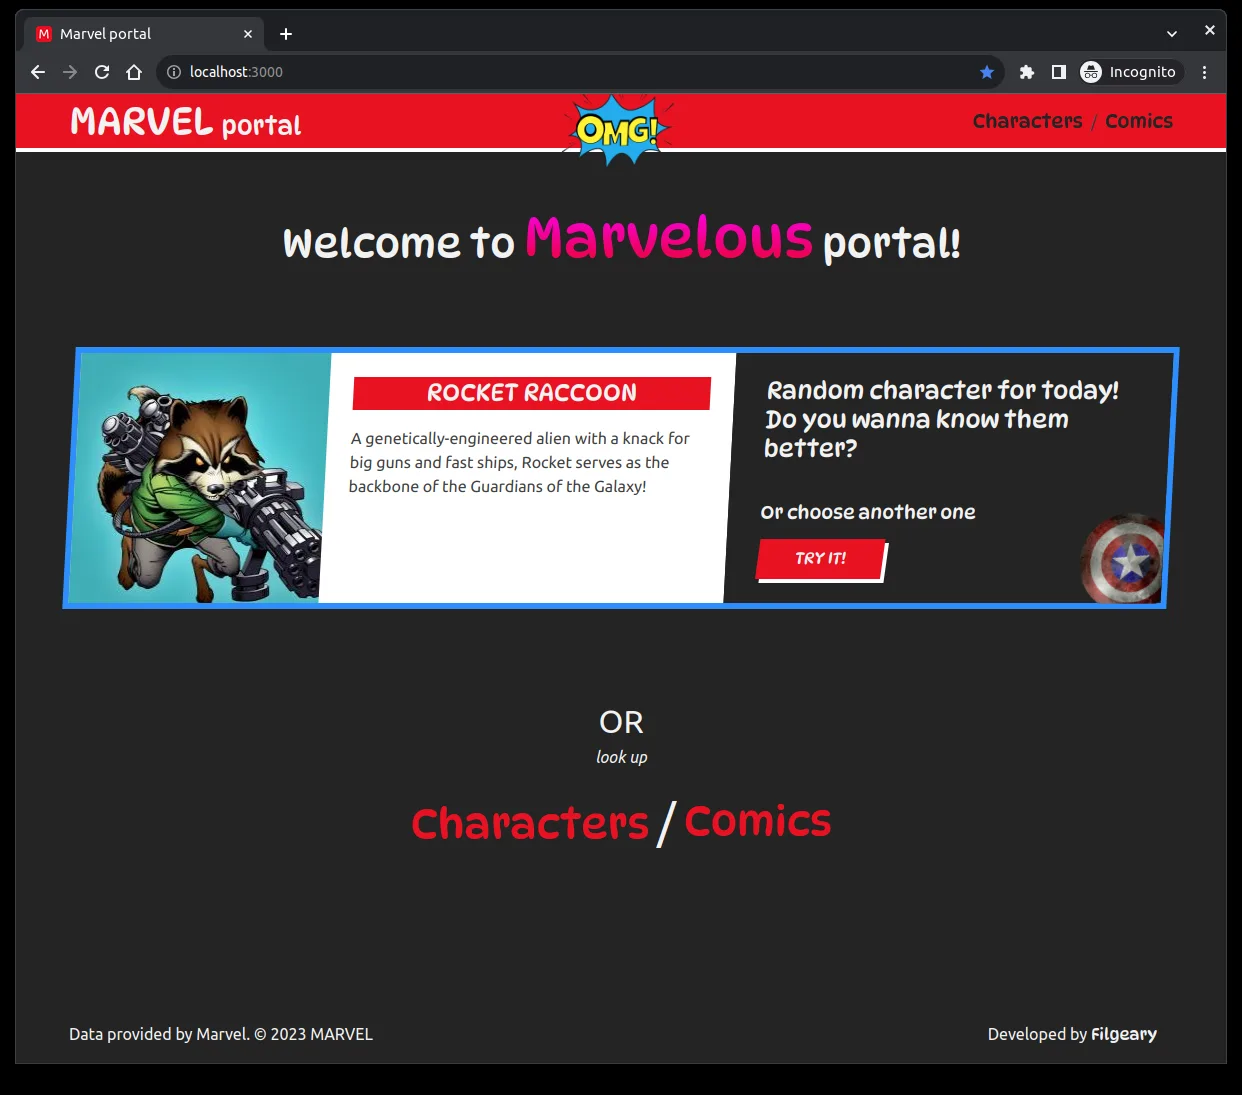 M Marvel portal
localhost:3000
Incognito
MARVEL portal
OMG!
Characters / Comics
Welcome to Marvelous portal!
ROCKET RACCOON
A genetically-engineered alien with a knack for
big guns and fast ships, Rocket serves as the
backbone of the Guardians of the Galaxy!
Random character for today!
Do you wanna know them
better?
Or choose another one
TRY IT!
OR
look up
Characters / Comics
Data provided by Marvel. © 2023 MARVEL
Developed by Filgeary